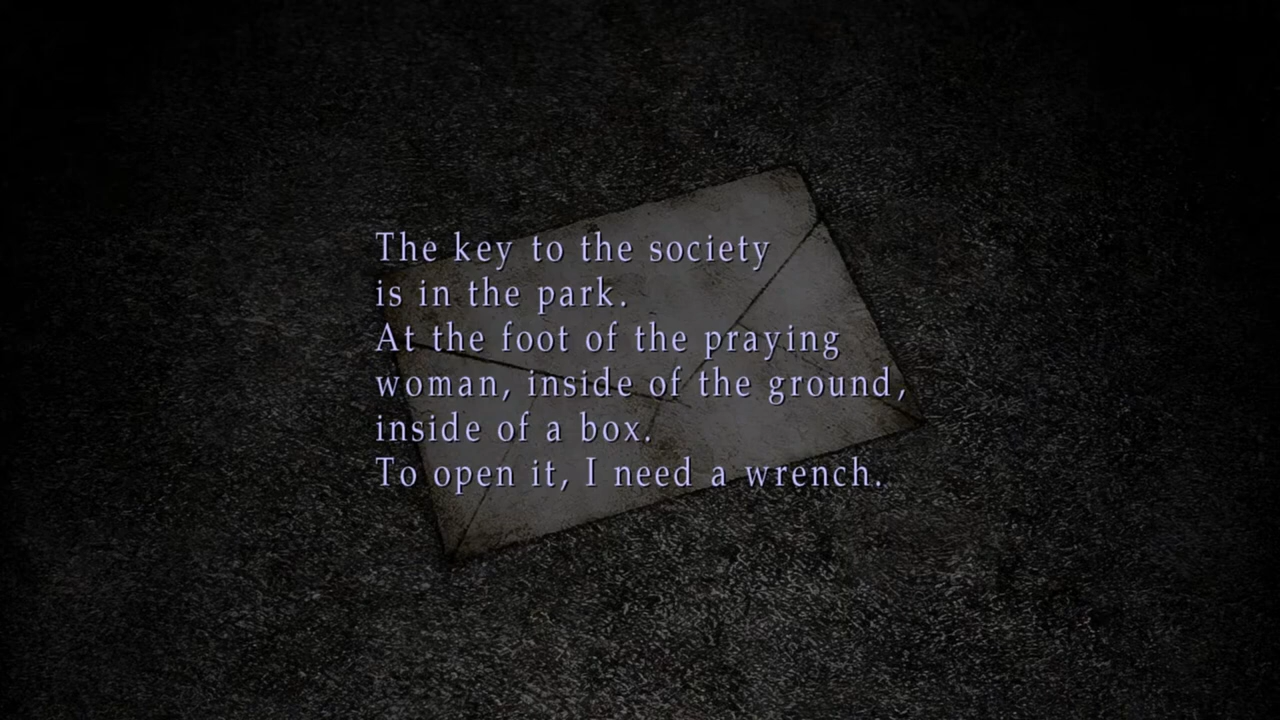 The key to the society
is in the park.
At the foot of the praying
woman, inside of the ground,
inside of a box.
To open it, I need a wrench.